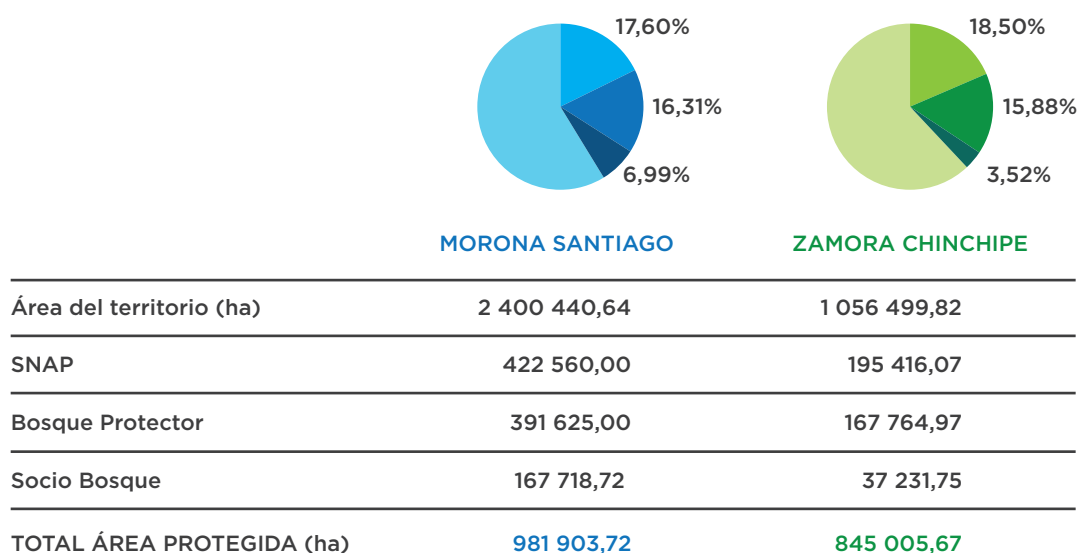 17,60% 18,50%
16,31% 15,88%
6,99% 3,52%
MORONA SANTIAGO ZAMORA CHINCHIPE
Área del territorio (ha) 2 400 440,64 1 056 499,82
SNAP 422 560,00 195 416,07
Bosque Protector 391 625,00 167 764,97
Socio Bosque 167 718,72 37 231,75
TOTAL ÁREA PROTEGIDA (ha) 981 903,72 845 005,67